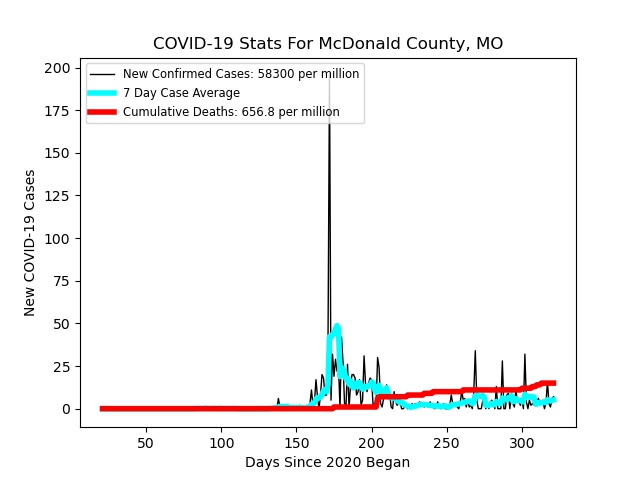 COVID-19 Stats For McDonald County, MO
New Confirmed Cases: 58300 per million
7 Day Case Average
Cumulative Deaths: 656.8 per million
New COVID-19 Cases
200
175
150
125
100
75
50
25
0
50 100 150 200 250 300
Days Since 2020 Began